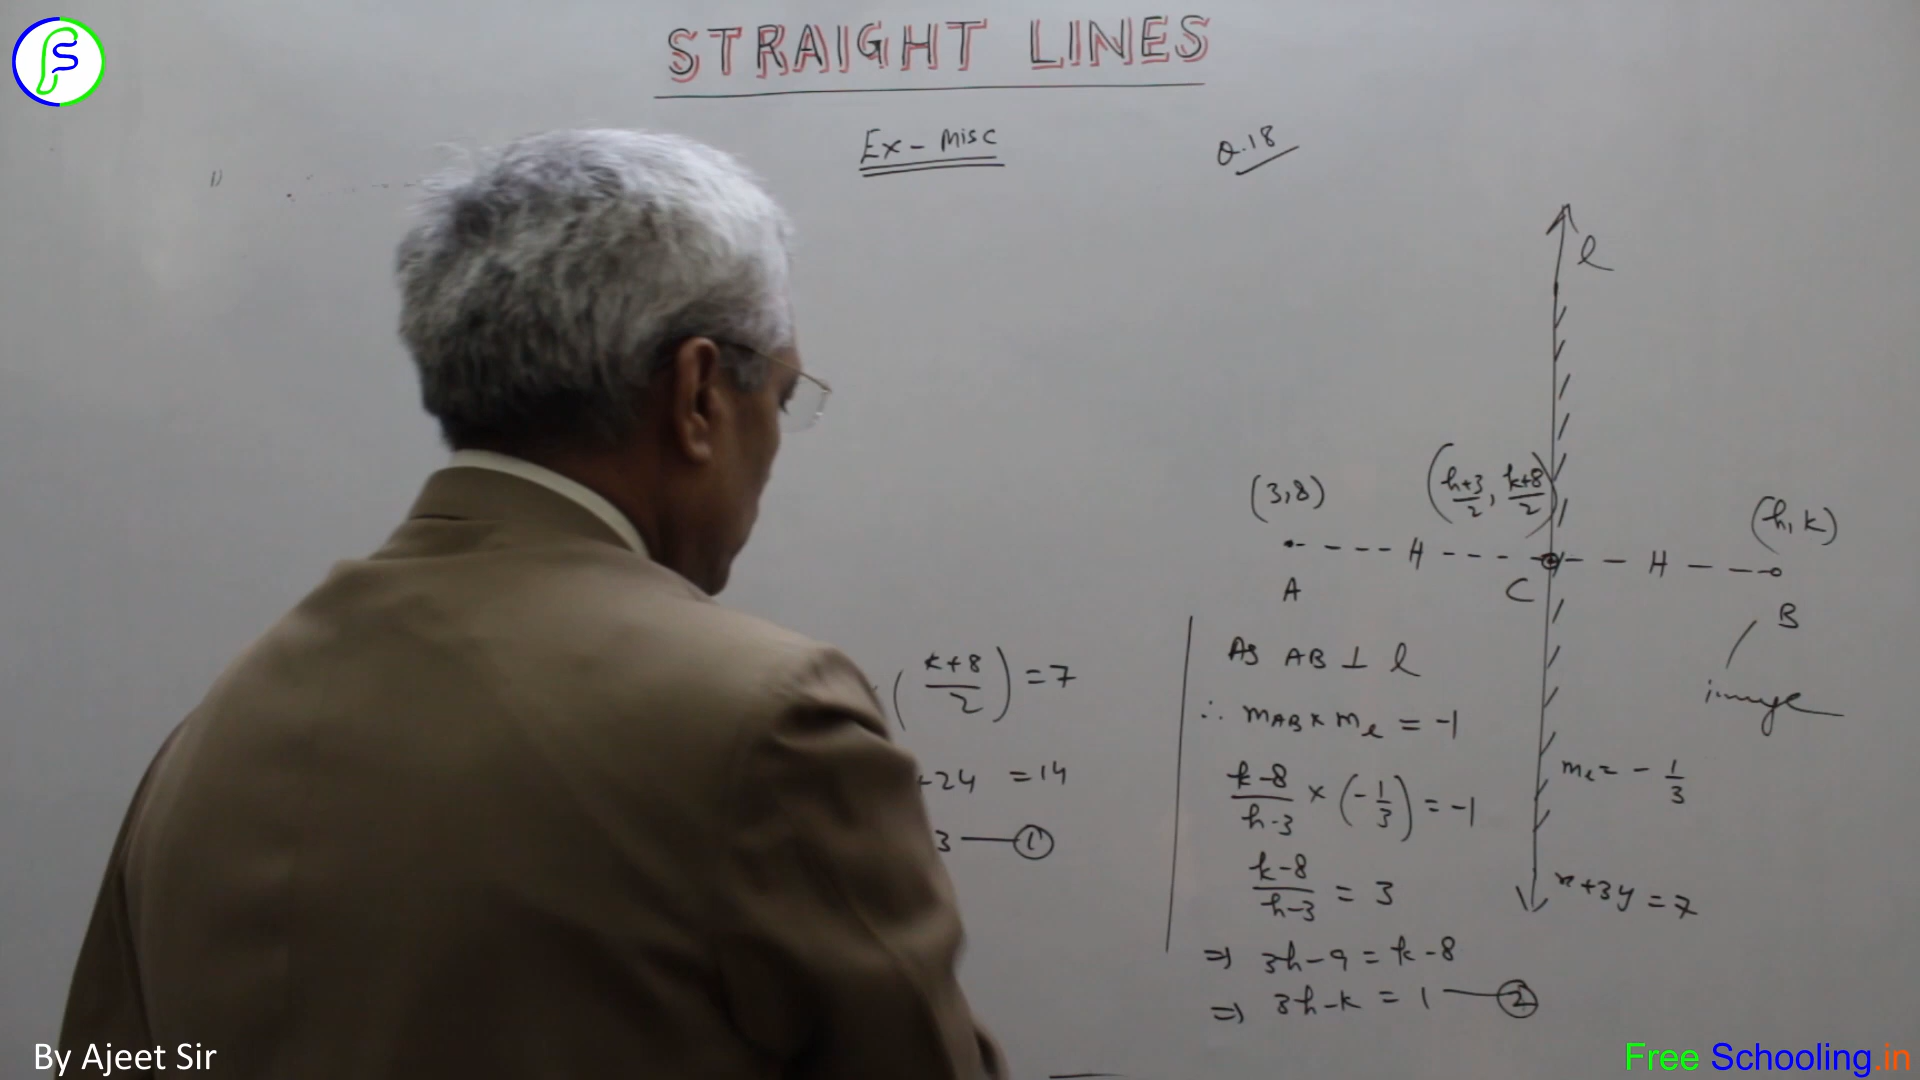 STRAIGHT LINES
Ex - Misc
Q.18
l
(3,8)
(h+3/2, k+8/2)
(h, k)
H
H
A
C
B
image
(k+8/2) = 7
+24 = 14
3 — 1
As AB ⊥ l
∴ mAB × ml = -1
k-8/h-3 × (-1/3) = -1
k-8/h-3 = 3
⇒ 3h-9 = k-8
⇒ 3h-k = 1 — 2
ml = -1/3
x+3y = 7
By Ajeet Sir
Free Schooling.in